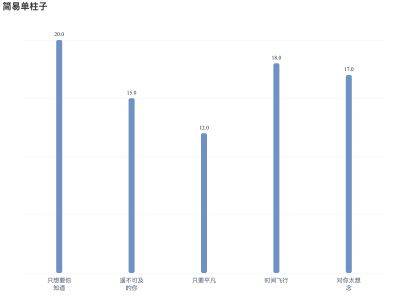 简易单柱子
20.0
15.0
12.0
18.0
17.0
只想要你
知道
遥不可及
的你
只要平凡
时间飞行
对你太想
念